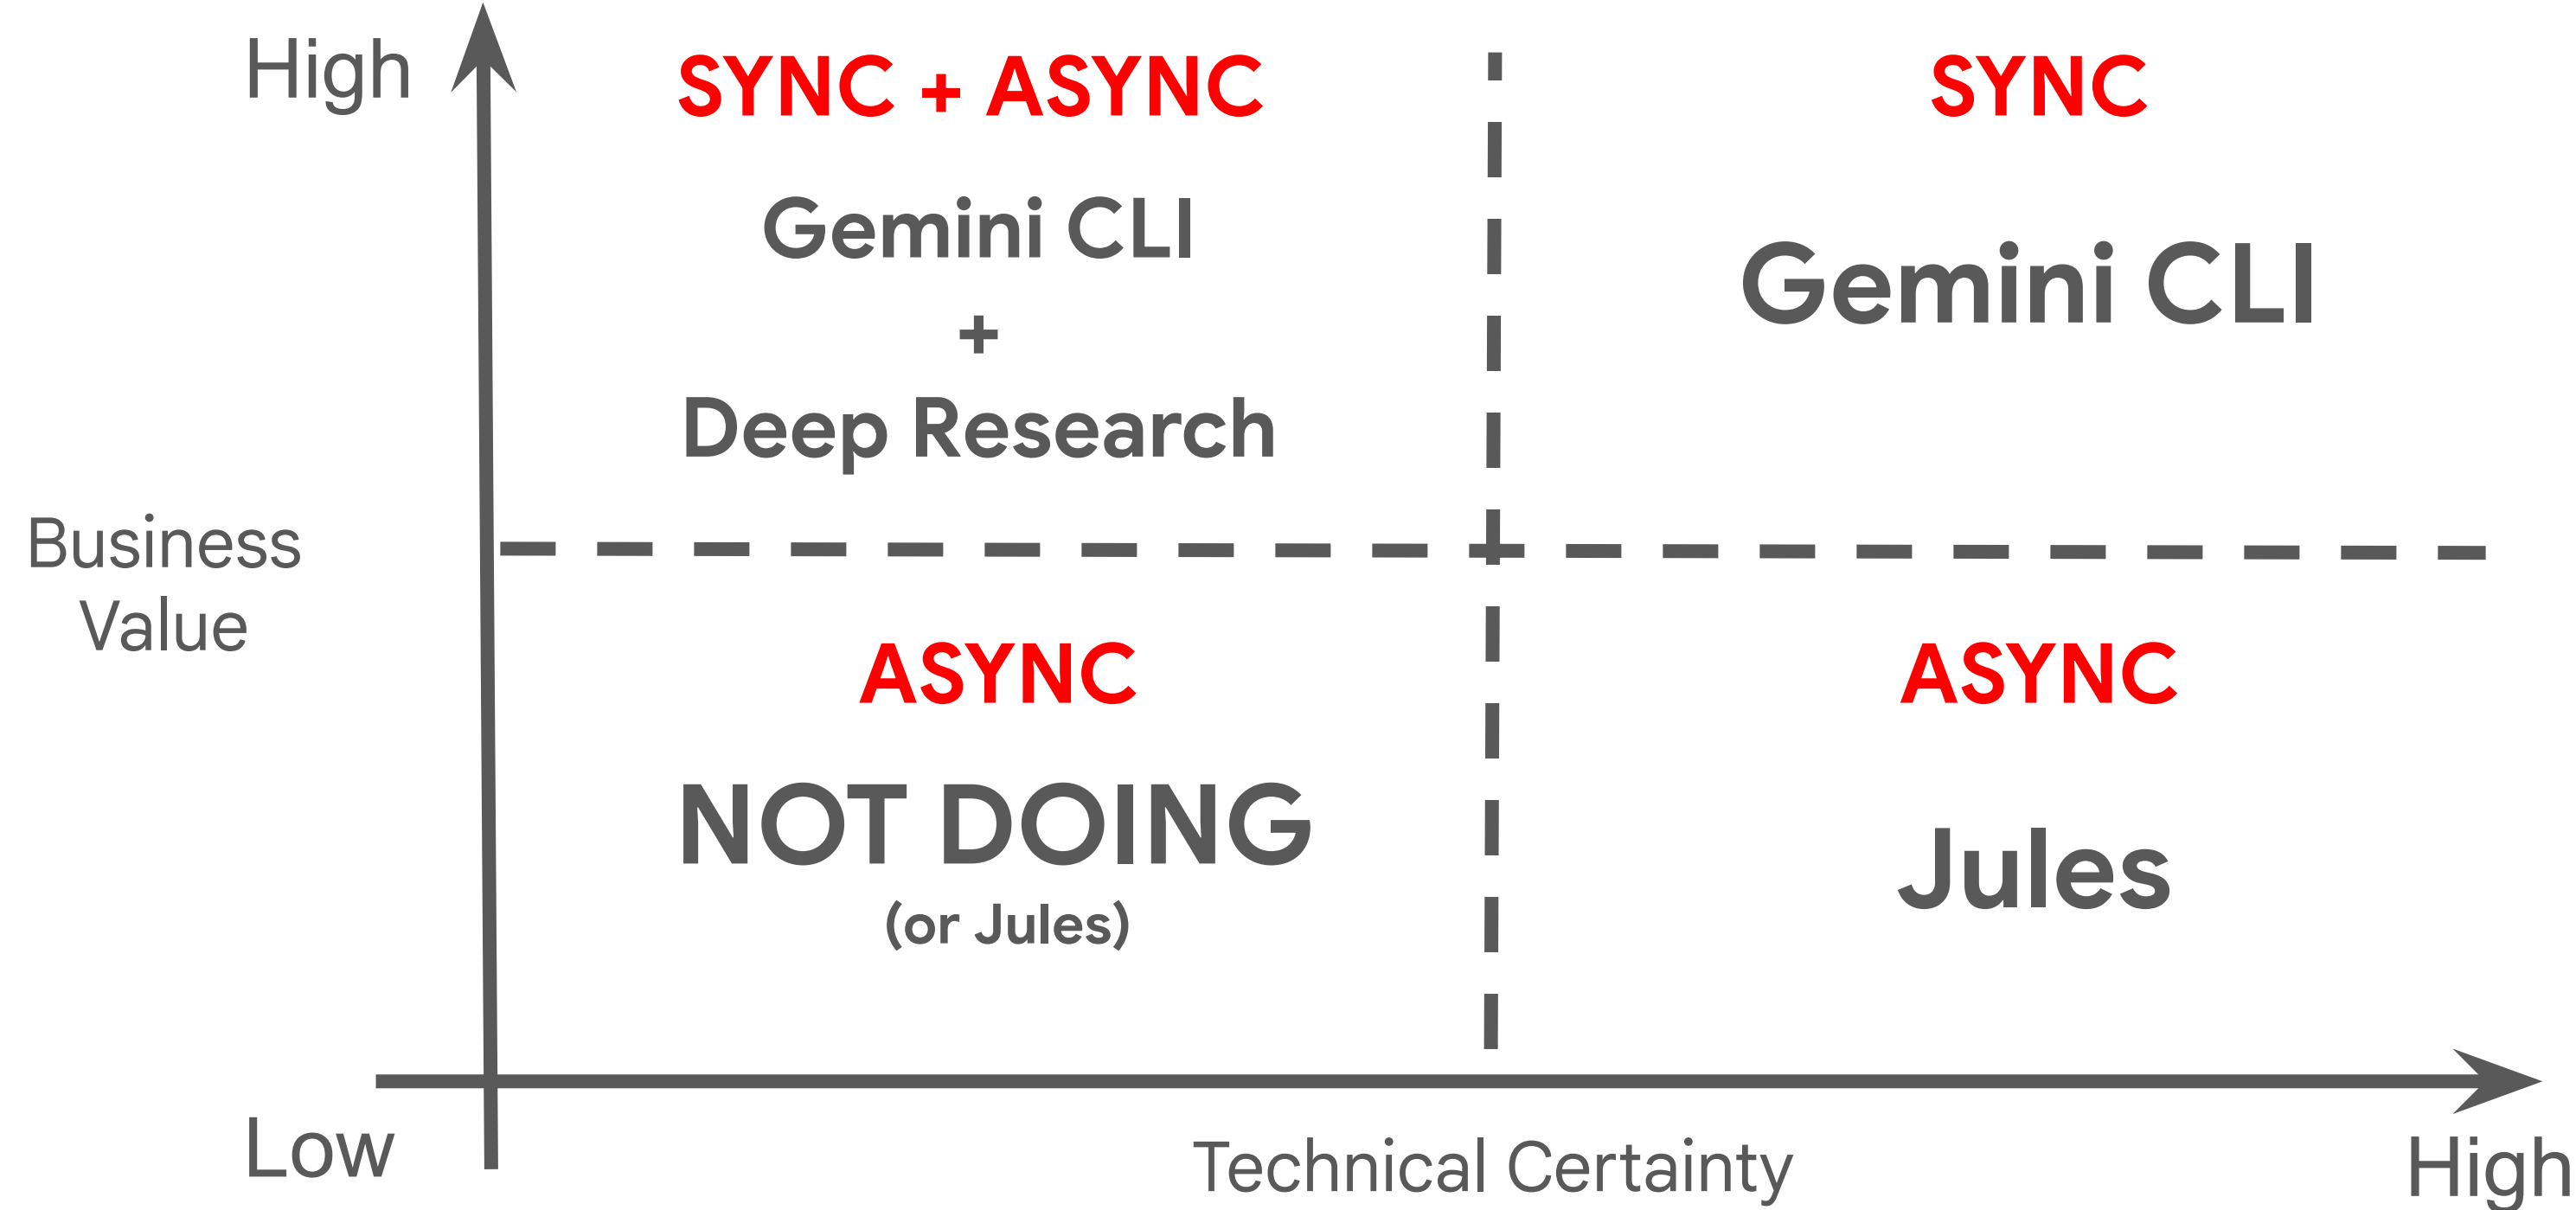 High
SYNC + ASYNC
SYNC
Gemini CLI
+
Deep Research
Gemini CLI
Business
Value
ASYNC
NOT DOING
(or Jules)
ASYNC
Jules
Low
Technical Certainty
High